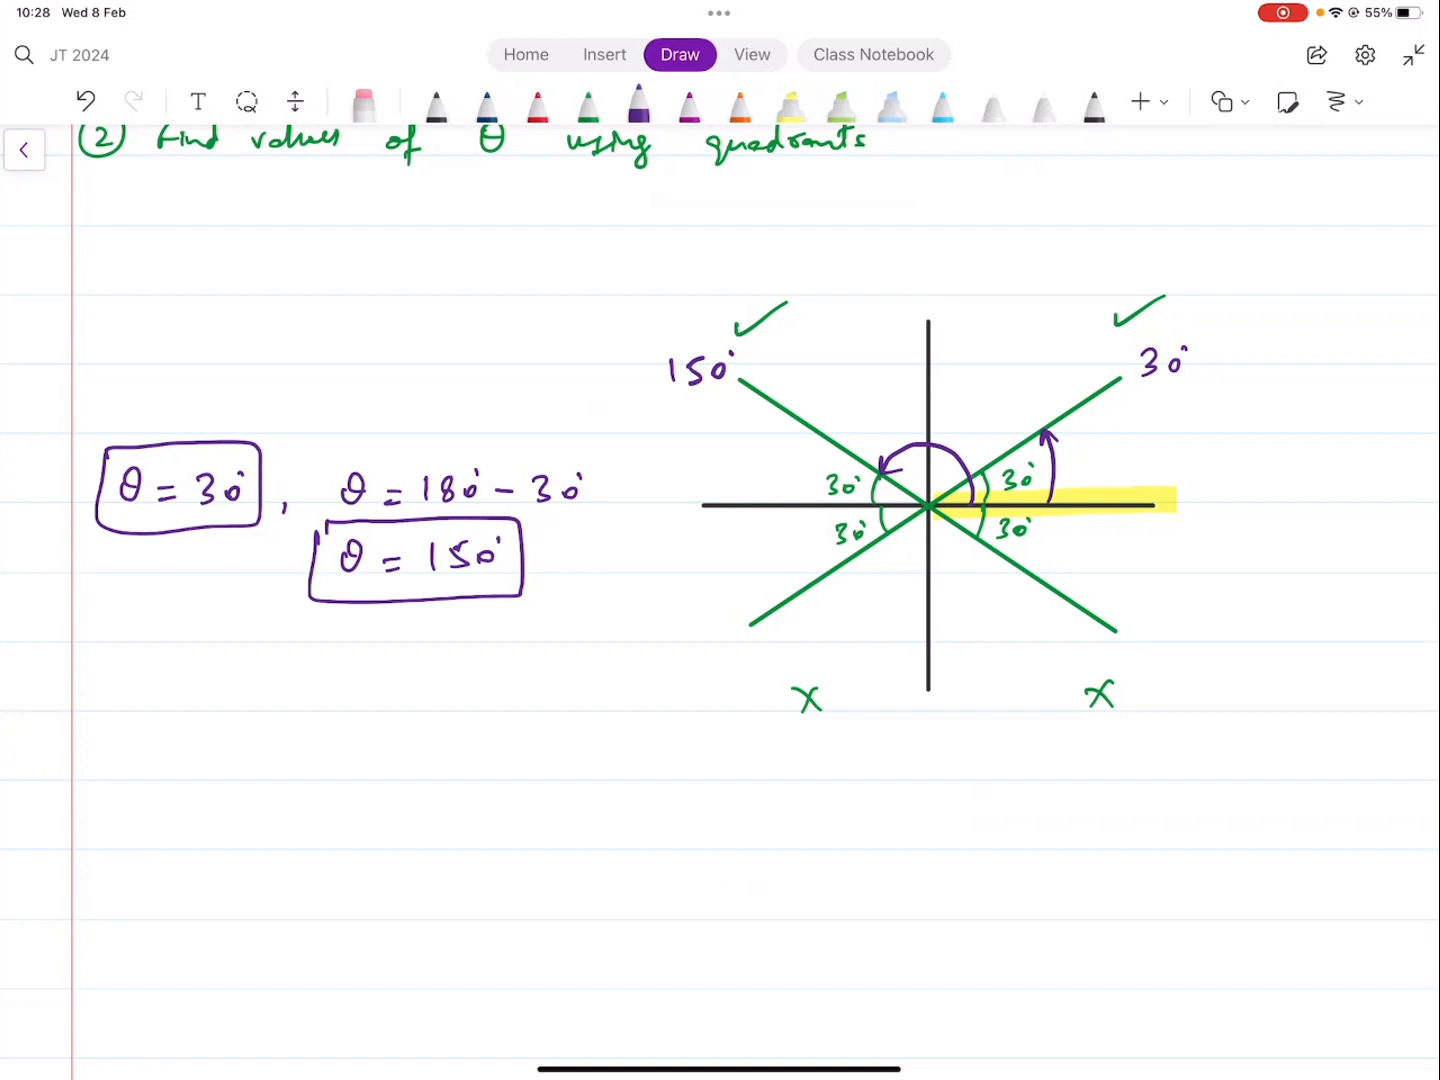 10:28 Wed 8 Feb
55%
JT 2024
Home Insert Draw View Class Notebook
T
② Find values of θ using quadrants
✓ ✓
150° 30°
θ = 30° , θ = 180° - 30°
θ = 150°
30° 30°
30° 30°
x x